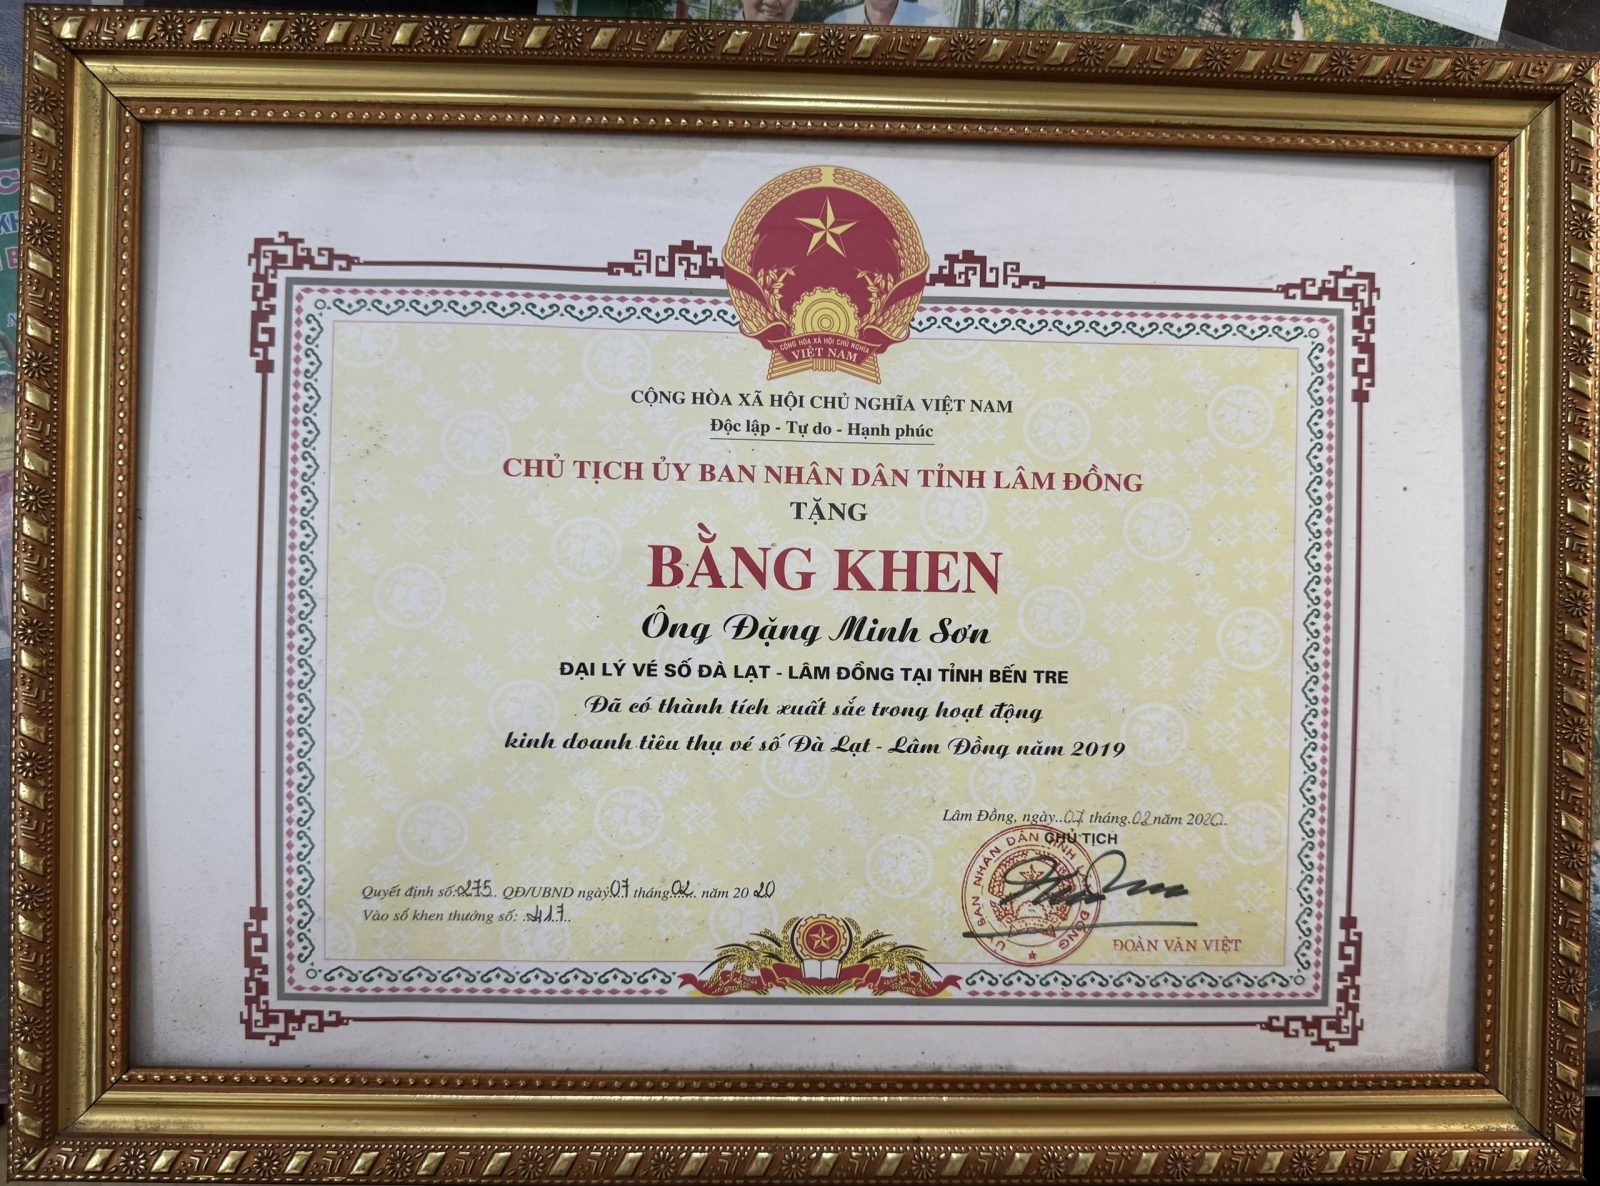 CỘNG HÒA XÃ HỘI CHỦ NGHĨA
VIỆT NAM
CỘNG HÒA XÃ HỘI CHỦ NGHĨA VIỆT NAM
Độc lập - Tự do - Hạnh phúc
CHỦ TỊCH ỦY BAN NHÂN DÂN TỈNH LÂM ĐỒNG
TẶNG
BẰNG KHEN
Ông Đặng Minh Sơn
ĐẠI LÝ VÉ SỐ ĐÀ LẠT - LÂM ĐỒNG TẠI TỈNH BẾN TRE
Đã có thành tích xuất sắc trong hoạt động
kinh doanh tiêu thụ vé số Đà Lạt - Lâm Đồng năm 2019
Lâm Đồng, ngày..07 tháng.02 năm 2020..
CHỦ TỊCH
ĐOÀN VĂN VIỆT
Quyết định số:.275.. QĐ/UBND ngày 07 tháng.02.. năm 20 20
Vào sổ khen thưởng số: ..417..